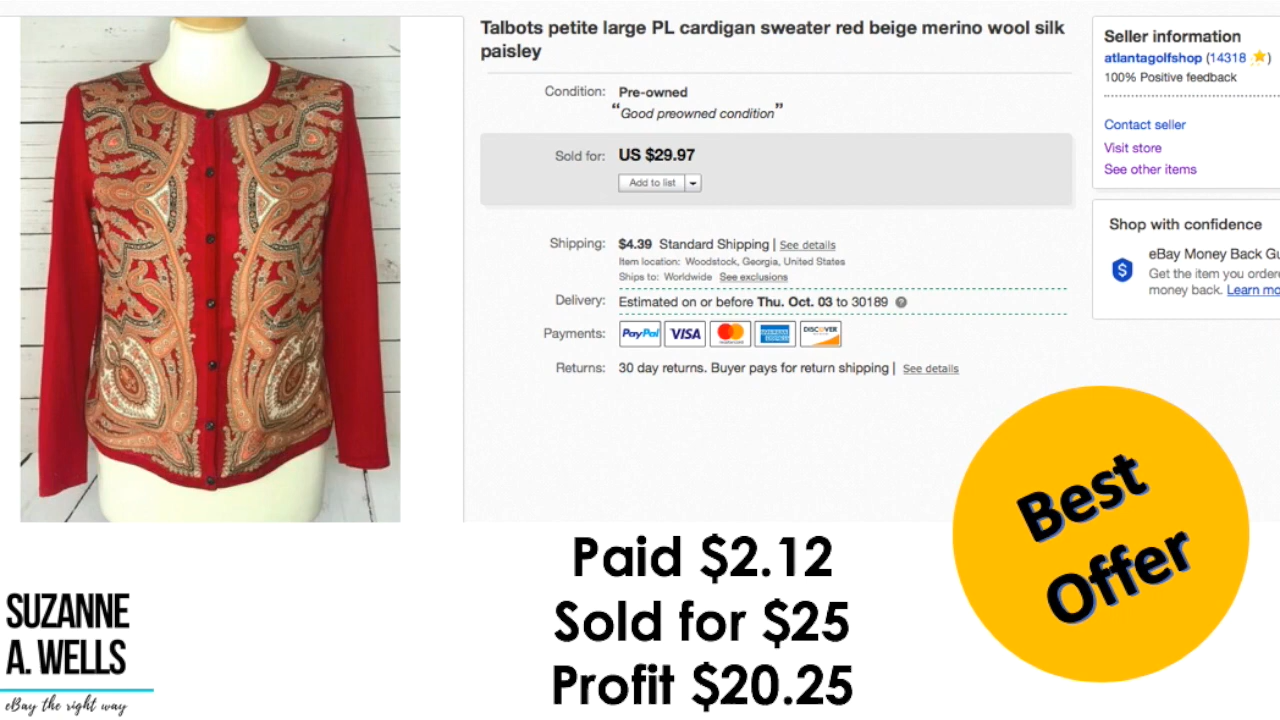 Talbots petite large PL cardigan sweater red beige merino wool silk
paisley
Condition: Pre-owned
“Good preowned condition”
Sold for: US $29.97
Add to list
Shipping: $4.39 Standard Shipping | See details
Item location: Woodstock, Georgia, United States
Ships to: Worldwide See exclusions
Delivery: Estimated on or before Thu. Oct. 03 to 30189 ?
Payments: PayPal VISA mastercard AMERICAN EXPRESS DISCOVER
Returns: 30 day returns. Buyer pays for return shipping | See details
Seller information
atlantagolfshop (14318 )
100% Positive feedback
Contact seller
Visit store
See other items
Shop with confidence
$
eBay Money Back Gu
Get the item you ordere
money back. Learn mo
Best
Offer
Paid $2.12
Sold for $25
Profit $20.25
SUZANNE
A. WELLS
eBay the right way